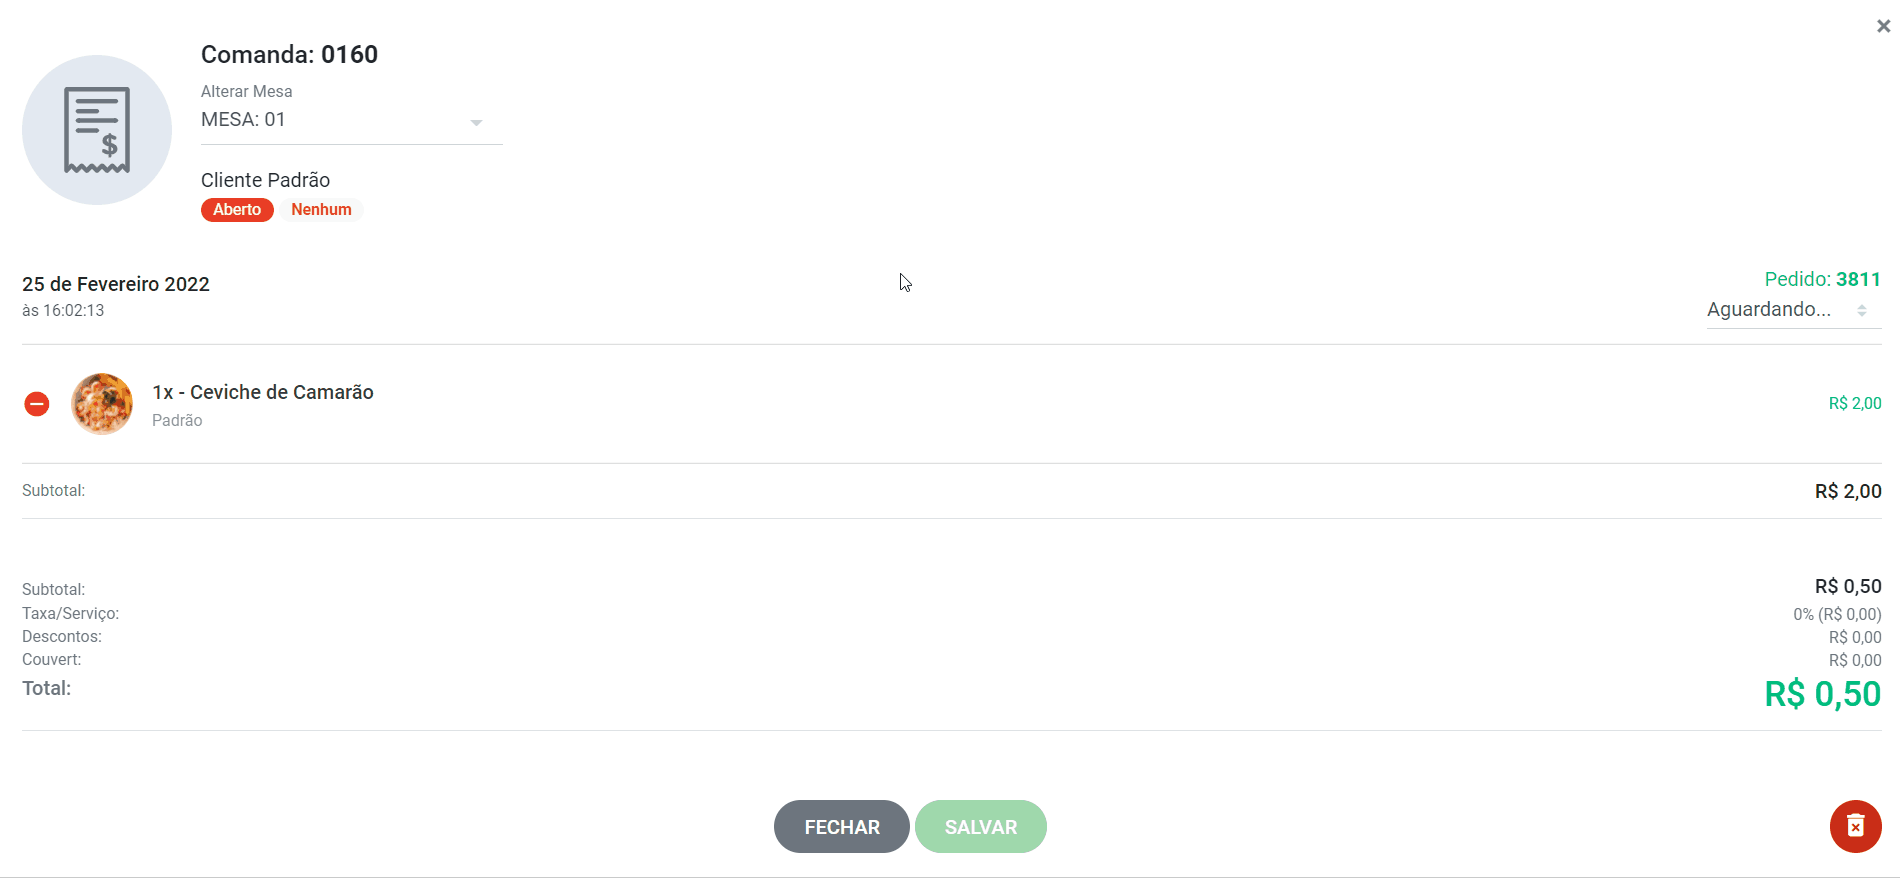 Comanda: 0160
Alterar Mesa
MESA: 01
Cliente Padrão
Aberto Nenhum
25 de Fevereiro 2022
às 16:02:13
Pedido: 3811
Aguardando...
1x - Ceviche de Camarão
Padrão
R$ 2,00
Subtotal: R$ 2,00
Subtotal: R$ 0,50
Taxa/Serviço: 0% (R$ 0,00)
Descontos: R$ 0,00
Couvert: R$ 0,00
Total: R$ 0,50
FECHAR SALVAR